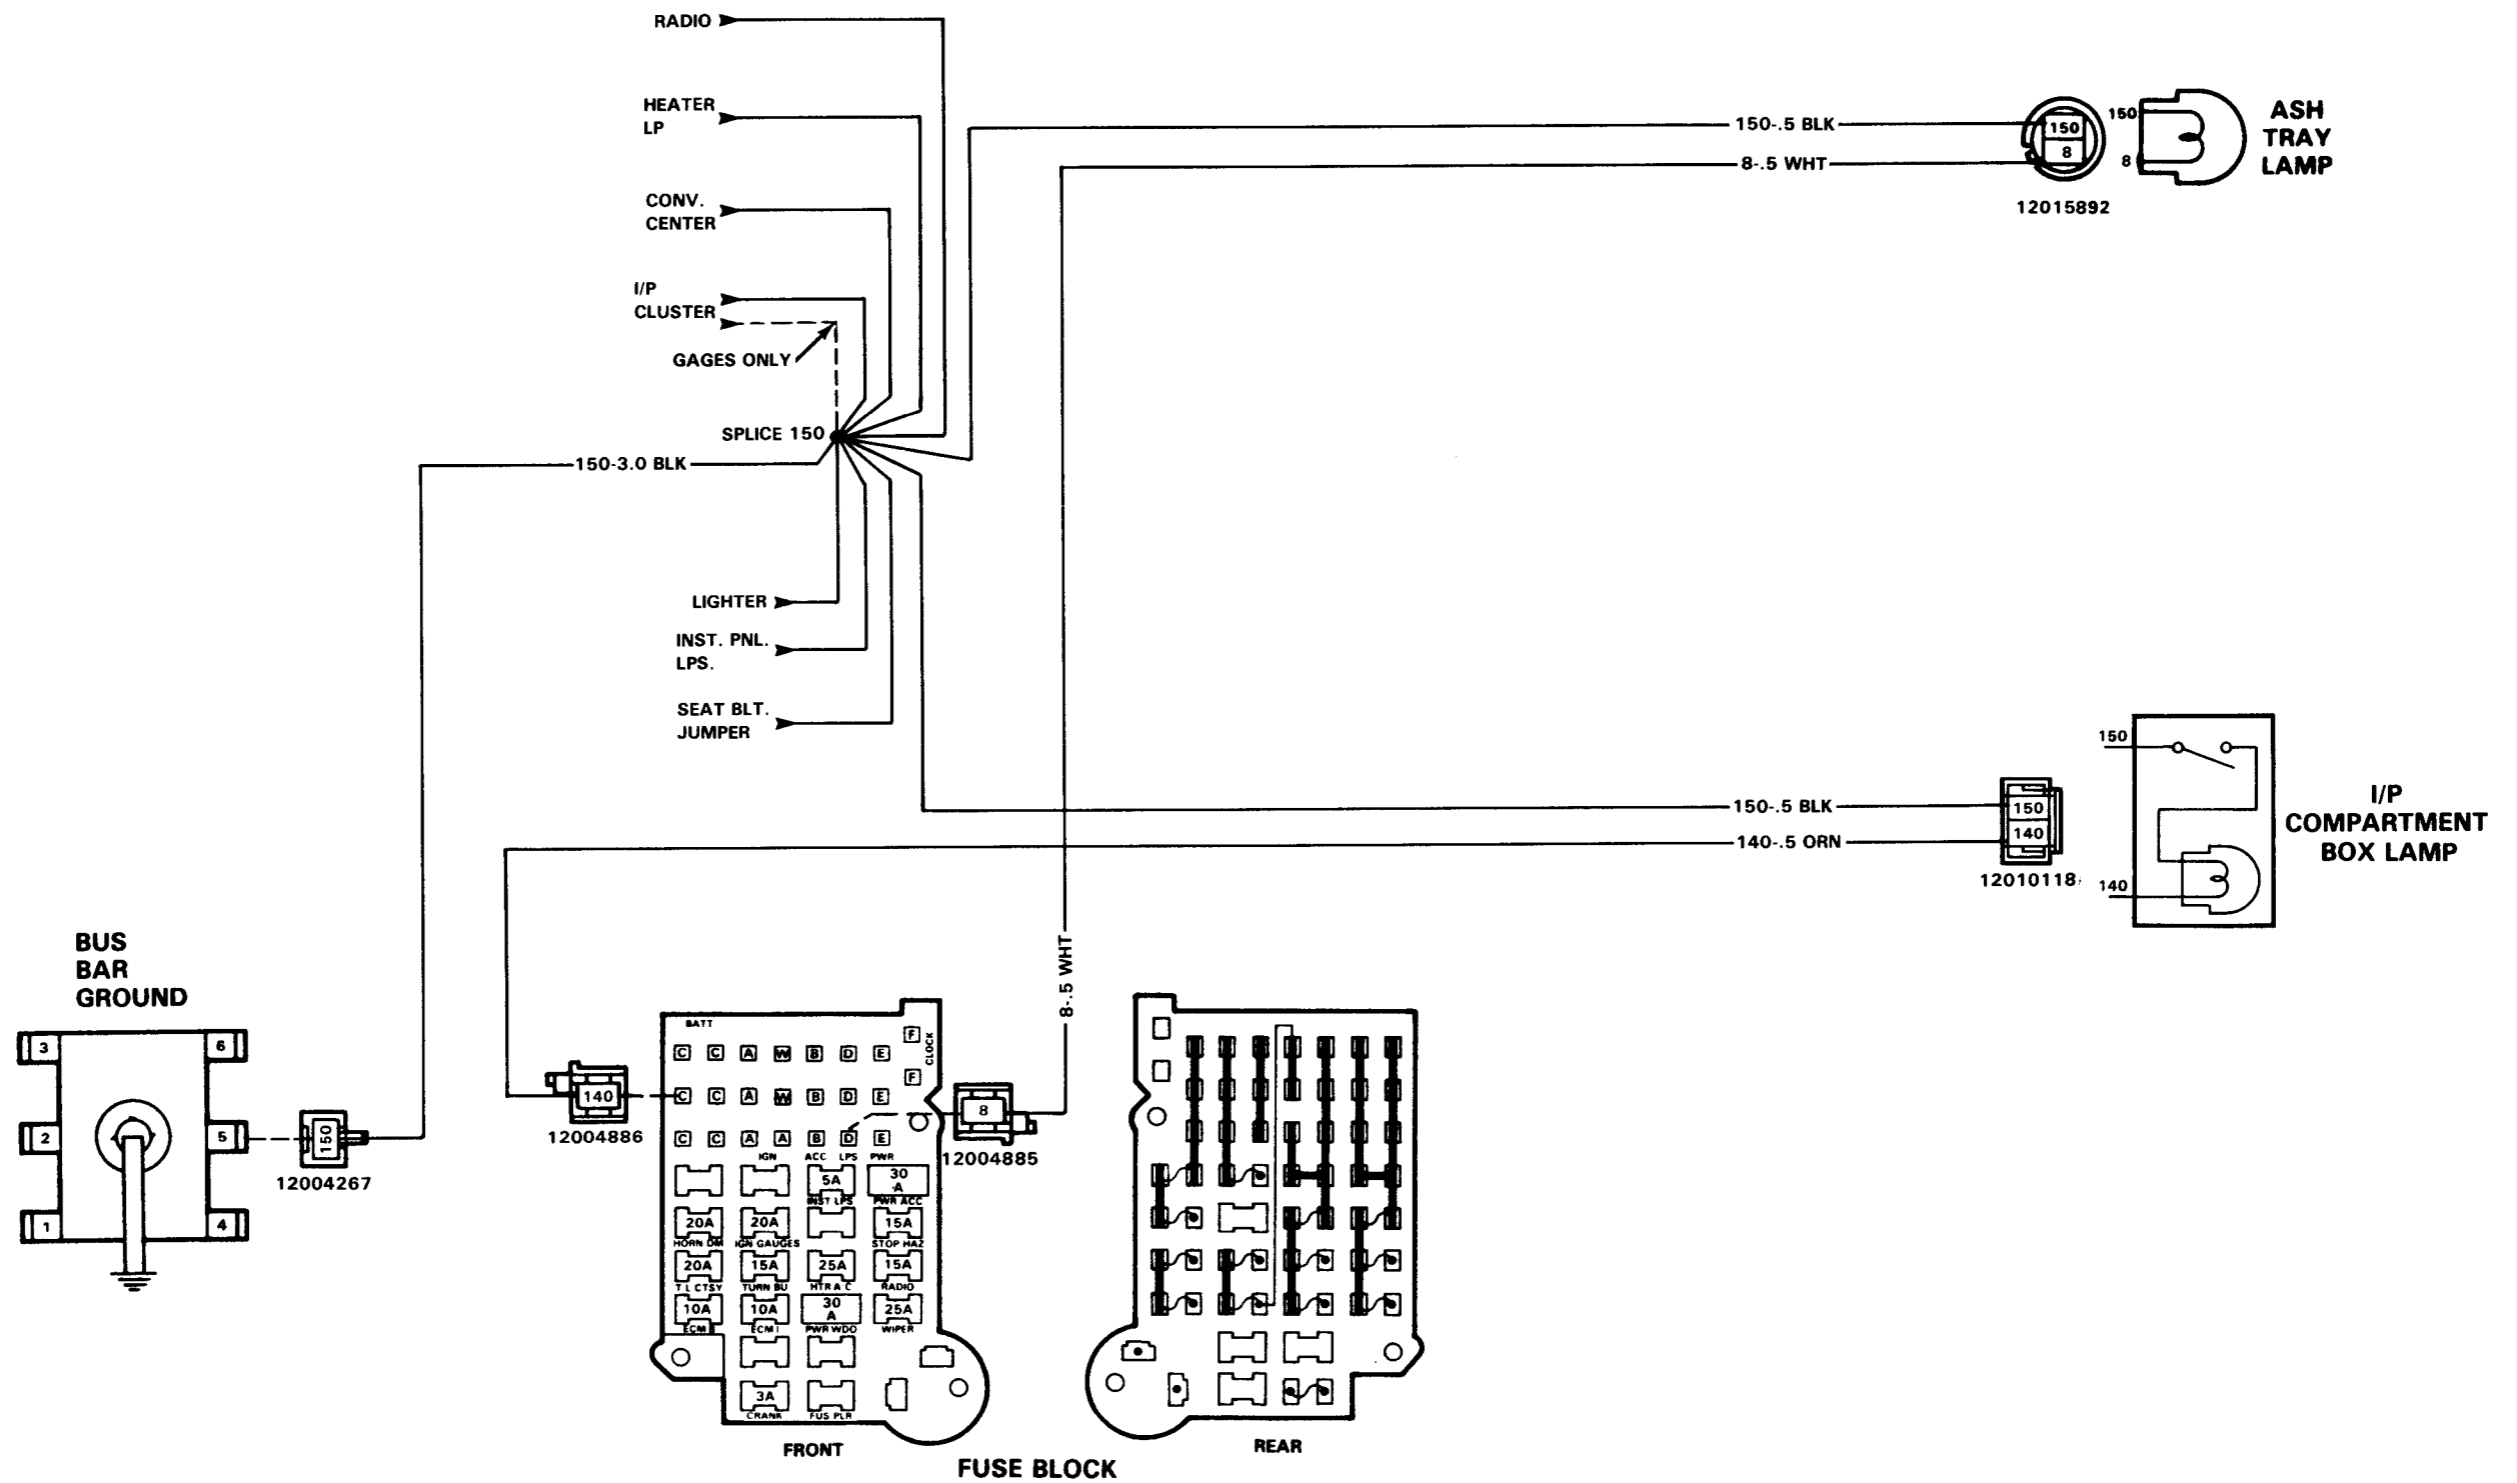 RADIO
HEATER
LP
CONV.
CENTER
I/P
CLUSTER
GAGES ONLY
SPLICE 150
150-3.0 BLK
LIGHTER
INST. PNL.
LPS.
SEAT BLT.
JUMPER
150-.5 BLK
8-.5 WHT
150
8
12015892
150
8
ASH
TRAY
LAMP
150-.5 BLK
140-.5 ORN
150
140
12010118
150
140
I/P
COMPARTMENT
BOX LAMP
8-.5 WHT
BUS
BAR
GROUND
3
6
2
5
1
4
150
12004267
140
12004886
8
12004885
BATT
CLOCK
F
C C A W B D E
F
C C A W B D E
C C A A B D E
IGN ACC LPS PWR
5A 30 A
INST LPS PWR ACC
20A 20A 15A
HORN DM IGN GAUGES STOP HAZ
20A 15A 25A 15A
T L CTSY TURN BU HTR A C RADIO
10A 10A 30 A 25A
ECM B ECM I PWR WDO WIPER
3A
CRANK FUS PLR
FRONT
REAR
FUSE BLOCK